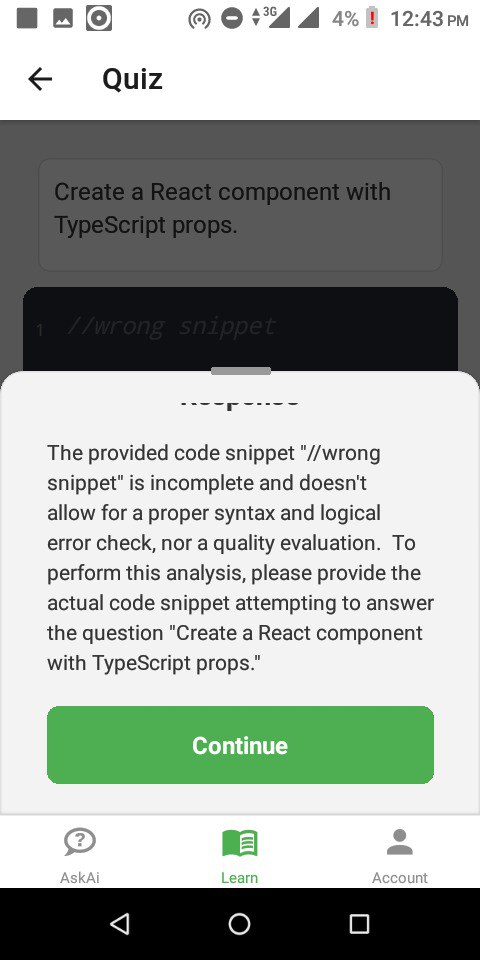 3G 4% 12:43 PM
Quiz
Create a React component with
TypeScript props.
1 //wrong snippet
Response
The provided code snippet "//wrong
snippet" is incomplete and doesn't
allow for a proper syntax and logical
error check, nor a quality evaluation.  To
perform this analysis, please provide the
actual code snippet attempting to answer
the question "Create a React component
with TypeScript props."
Continue
AskAi Learn Account